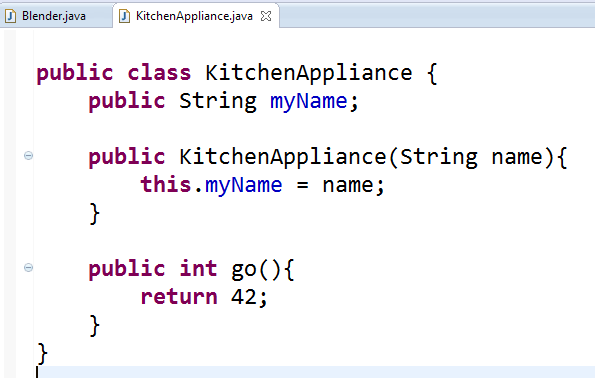 Blender.java KitchenAppliance.java
public class KitchenAppliance {
public String myName;
public KitchenAppliance(String name){
this.myName = name;
}
public int go(){
return 42;
}
}